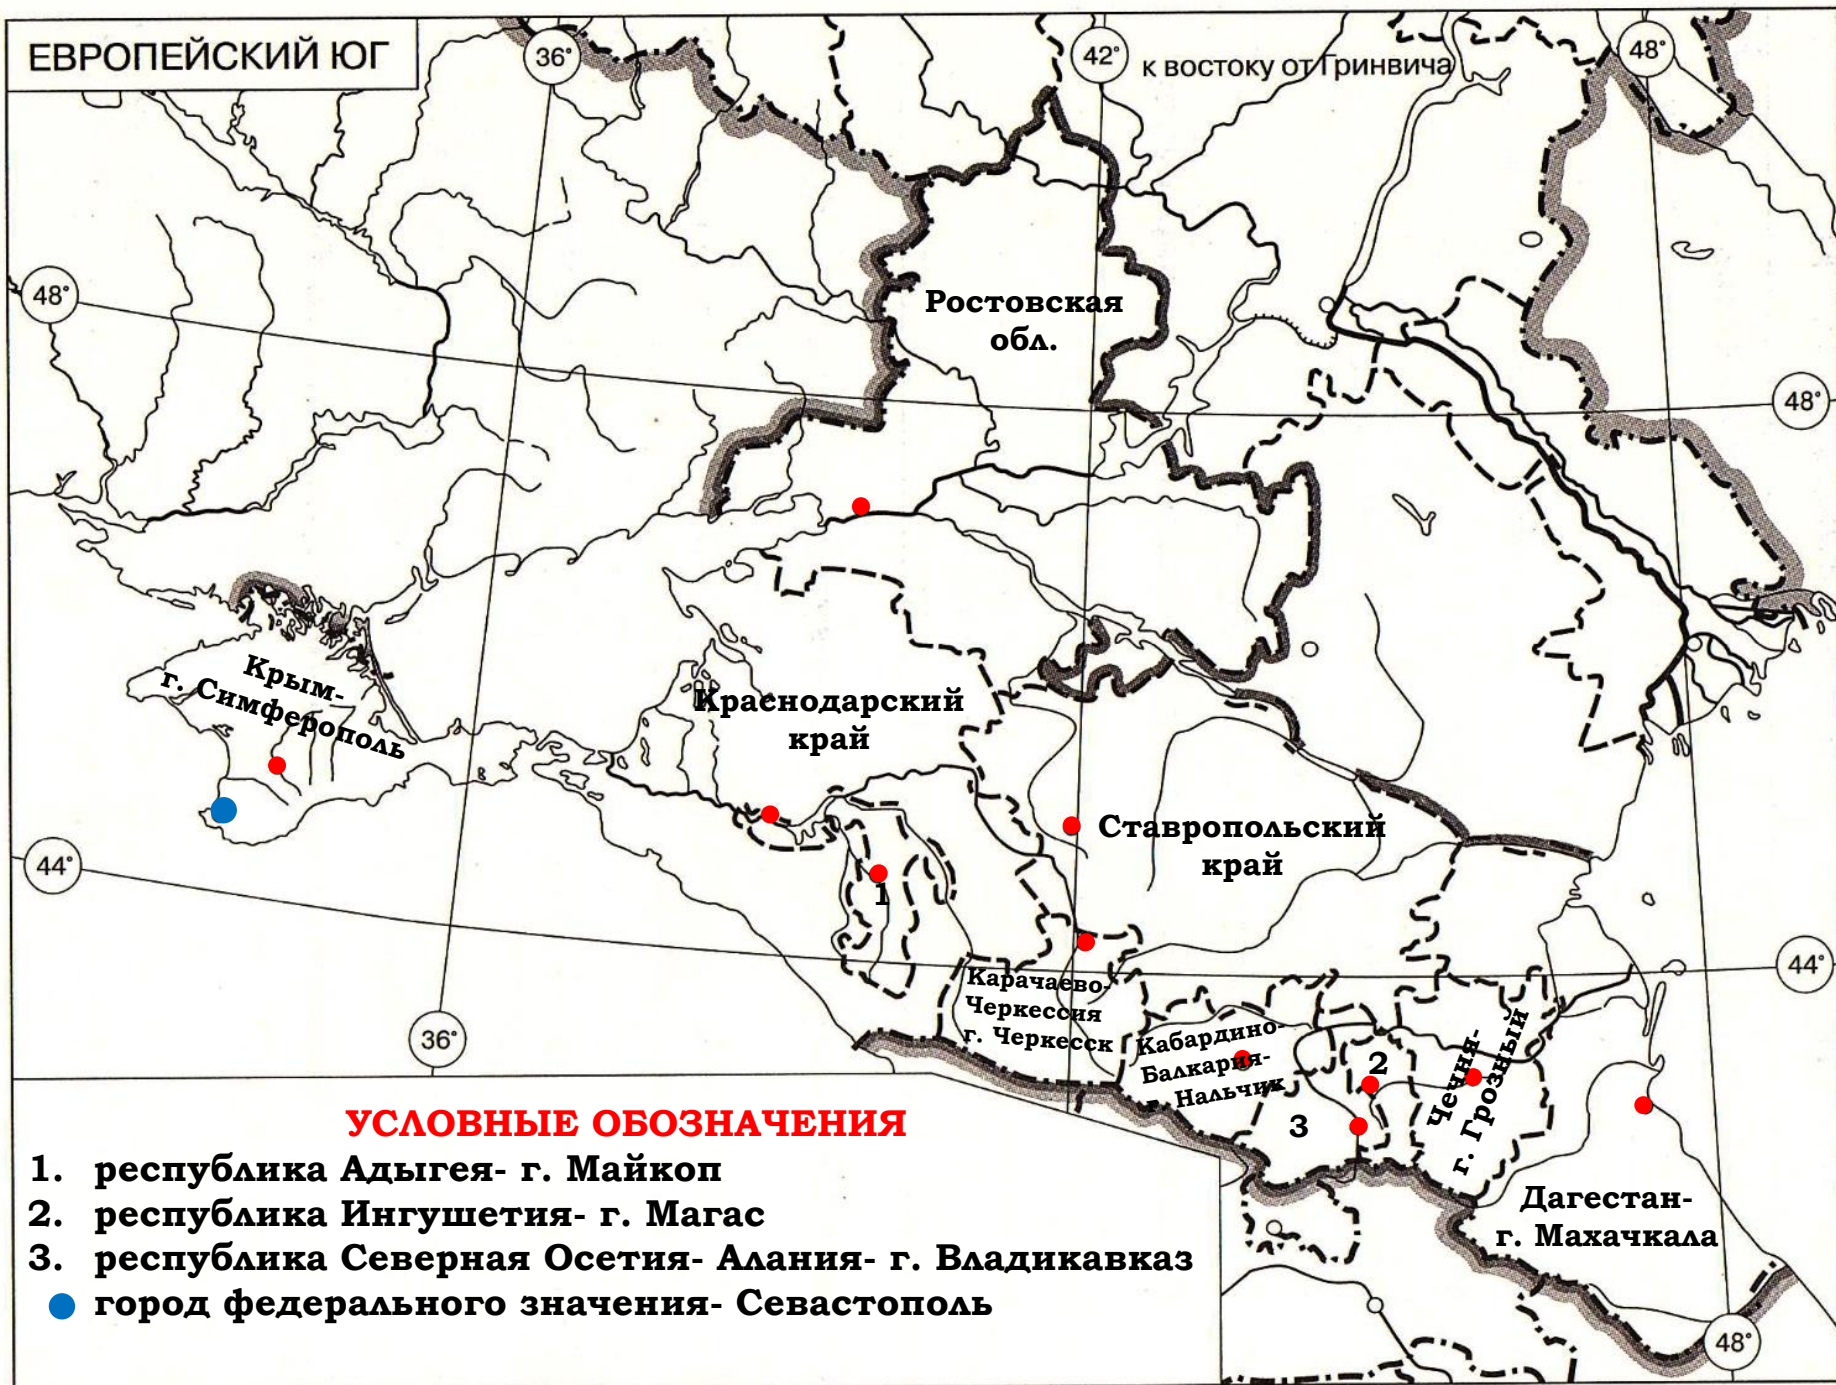 ЕВРОПЕЙСКИЙ ЮГ
36°
42°
к востоку от Гринвича
48°
48°
Ростовская
обл.
48°
Крым-
г. Симферополь
Краснодарский
край
Ставропольский
край
44°
1
44°
Карачаево-
Черкессия
г. Черкесск
Кабардино-
Балкария-
г. Нальчик
36°
2
3
Чечня-
г. Грозный
Дагестан-
г. Махачкала
48°
УСЛОВНЫЕ ОБОЗНАЧЕНИЯ
1. республика Адыгея- г. Майкоп
2. республика Ингушетия- г. Магас
3. республика Северная Осетия- Алания- г. Владикавказ
город федерального значения- Севастополь